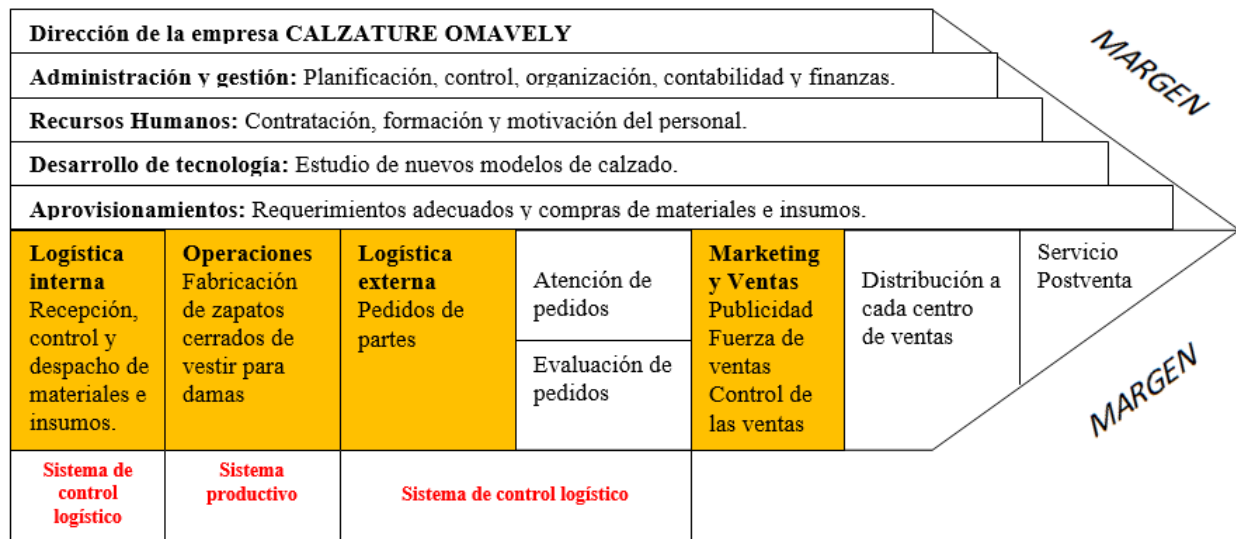 Dirección de la empresa CALZATURE OMAVELY
Administración y gestión: Planificación, control, organización, contabilidad y finanzas.
Recursos Humanos: Contratación, formación y motivación del personal.
Desarrollo de tecnología: Estudio de nuevos modelos de calzado.
Aprovisionamientos: Requerimientos adecuados y compras de materiales e insumos.
MARGEN
Logística
interna
Recepción,
control y
despacho de
materiales e
insumos.
Operaciones
Fabricación
de zapatos
cerrados de
vestir para
damas
Logística
externa
Pedidos de
partes
Atención de
pedidos
Evaluación de
pedidos
Marketing
y Ventas
Publicidad
Fuerza de
ventas
Control de
las ventas
Distribución a
cada centro
de ventas
Servicio
Postventa
MARGEN
Sistema de
control
logístico
Sistema
productivo
Sistema de control logístico